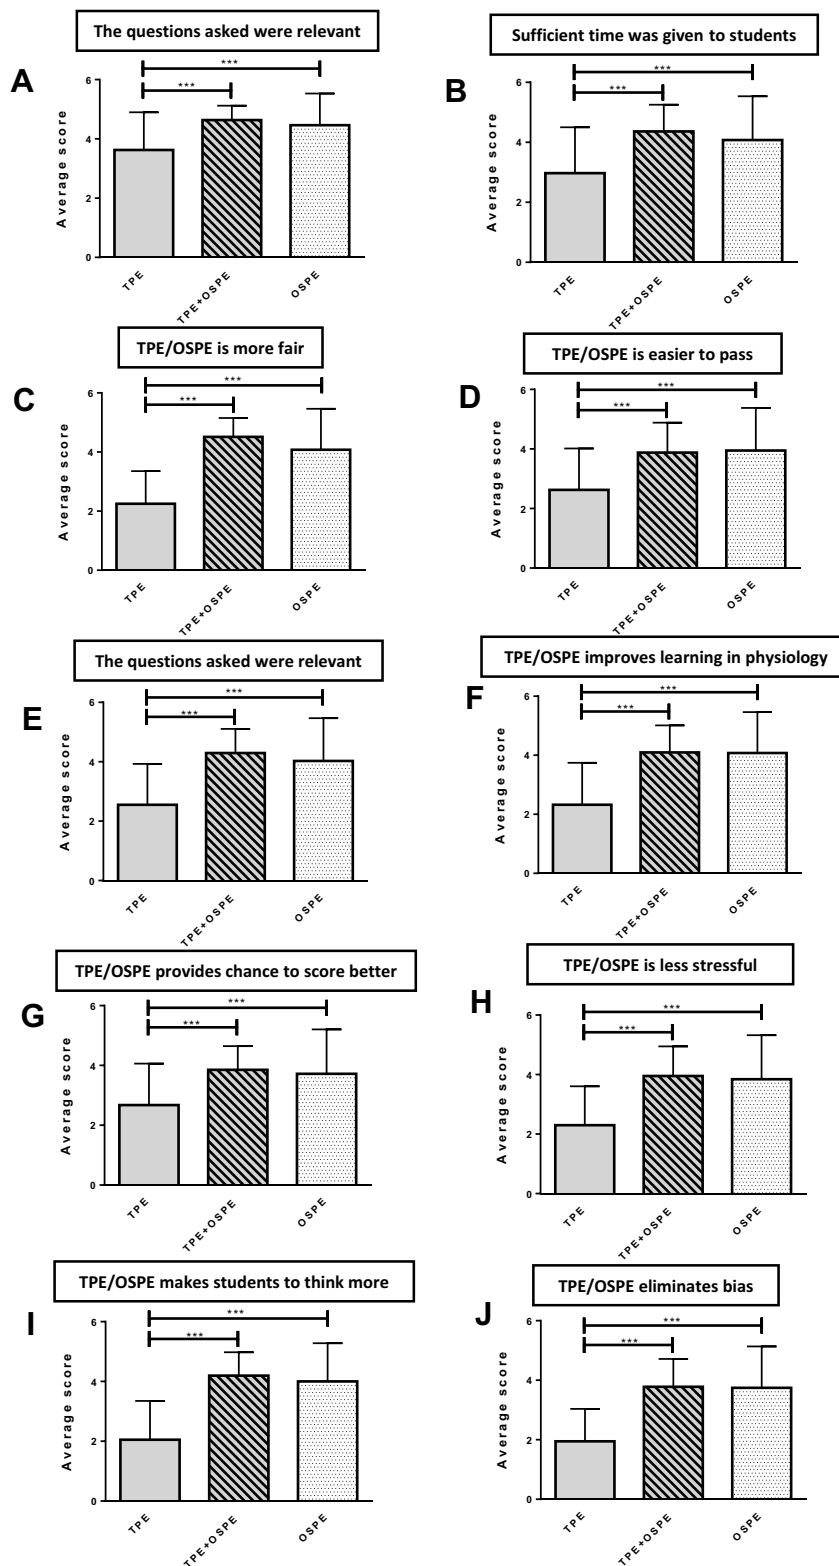 The questions asked were relevant
A
***
***
Average score
6
4
2
0
TPE
TPE+OSPE
OSPE
Sufficient time was given to students
B
***
***
Average score
6
4
2
0
TPE
TPE+OSPE
OSPE
TPE/OSPE is more fair
C
***
***
Average score
6
4
2
0
TPE
TPE+OSPE
OSPE
TPE/OSPE is easier to pass
D
***
***
Average score
6
4
2
0
TPE
TPE+OSPE
OSPE
The questions asked were relevant
E
***
***
Average score
6
4
2
0
TPE
TPE+OSPE
OSPE
TPE/OSPE improves learning in physiology
F
***
***
Average score
6
4
2
0
TPE
TPE+OSPE
OSPE
TPE/OSPE provides chance to score better
G
***
***
Average score
6
4
2
0
TPE
TPE+OSPE
OSPE
TPE/OSPE is less stressful
H
***
***
Average score
6
4
2
0
TPE
TPE+OSPE
OSPE
TPE/OSPE makes students to think more
I
***
***
Average score
6
4
2
0
TPE
TPE+OSPE
OSPE
TPE/OSPE eliminates bias
J
***
***
Average score
6
4
2
0
TPE
TPE+OSPE
OSPE